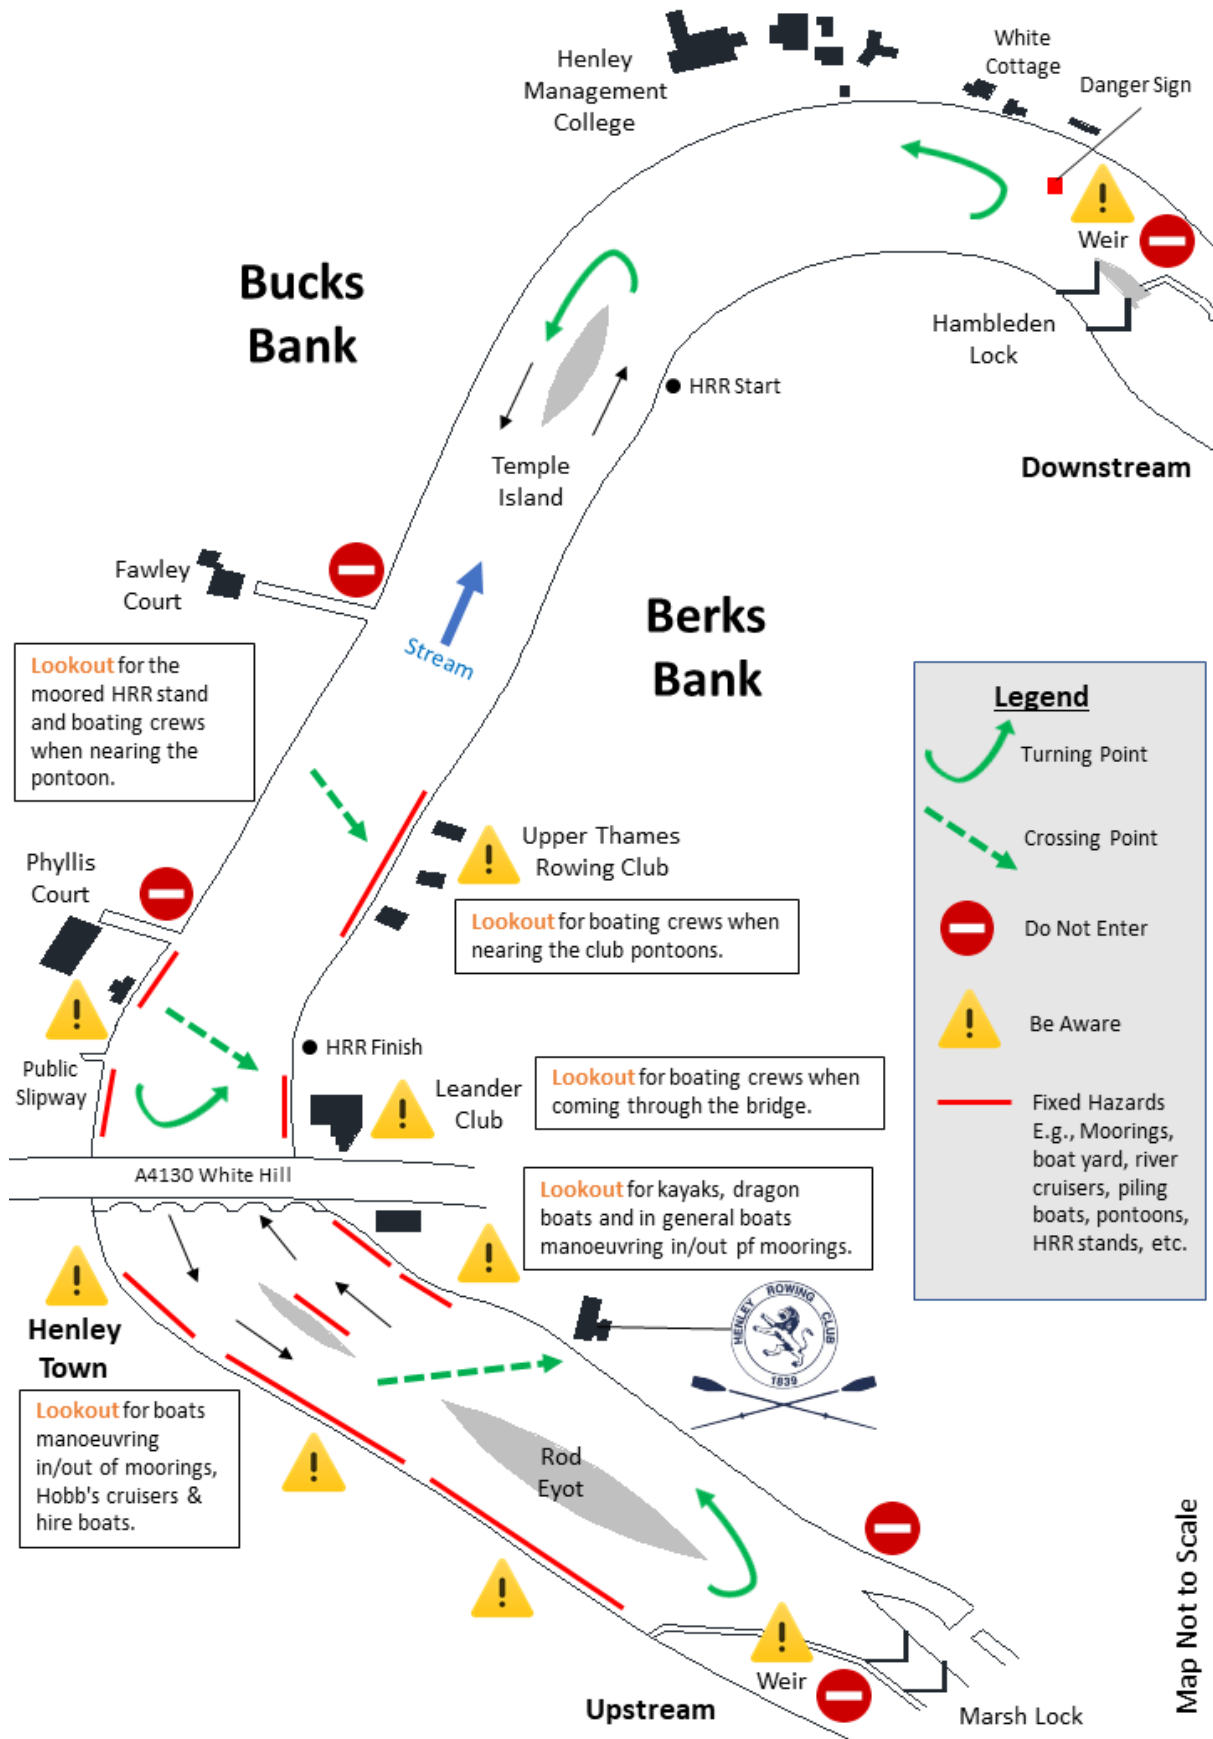 Henley
Management
College
White
Cottage
Danger Sign
Weir
Hambleden
Lock
Downstream
Bucks
Bank
HRR Start
Temple
Island
Fawley
Court
Stream
Berks
Bank
Lookout for the
moored HRR stand
and boating crews
when nearing the
pontoon.
Legend
Turning Point
Crossing Point
Do Not Enter
Be Aware
Fixed Hazards
E.g., Moorings,
boat yard, river
cruisers, piling
boats, pontoons,
HRR stands, etc.
Upper Thames
Rowing Club
Lookout for boating crews when
nearing the club pontoons.
Phyllis
Court
Public
Slipway
HRR Finish
Leander
Club
Lookout for boating crews when
coming through the bridge.
A4130 White Hill
Lookout for kayaks, dragon
boats and in general boats
manoeuvring in/out pf moorings.
HENLEY ROWING CLUB
1839
Henley
Town
Lookout for boats
manoeuvring
in/out of moorings,
Hobb's cruisers &
hire boats.
Rod
Eyot
Weir
Upstream
Marsh Lock
Map Not to Scale